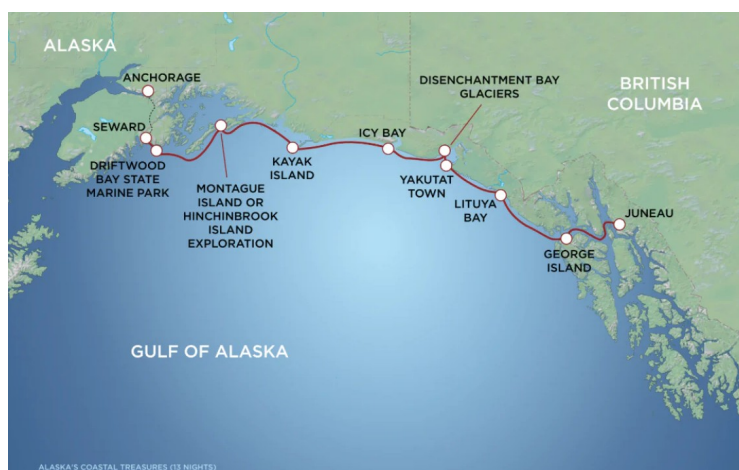 ALASKA
ANCHORAGE
DISENCHANTMENT BAY
GLACIERS
BRITISH
COLUMBIA
SEWARD
DRIFTWOOD
BAY STATE
MARINE PARK
MONTAGUE
ISLAND OR
HINCHINBROOK
ISLAND
EXPLORATION
KAYAK
ISLAND
ICY BAY
YAKUTAT
TOWN
LITUYA
BAY
GEORGE
ISLAND
JUNEAU
GULF OF ALASKA
ALASKA'S COASTAL TREASURES (13 NIGHTS)